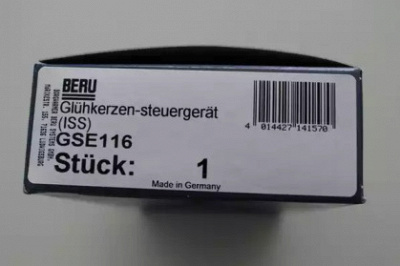 BERU
Glühkerzen-steuergerät
(ISS)
GSE116
Stück: 1
Made in Germany
4 014427 141570